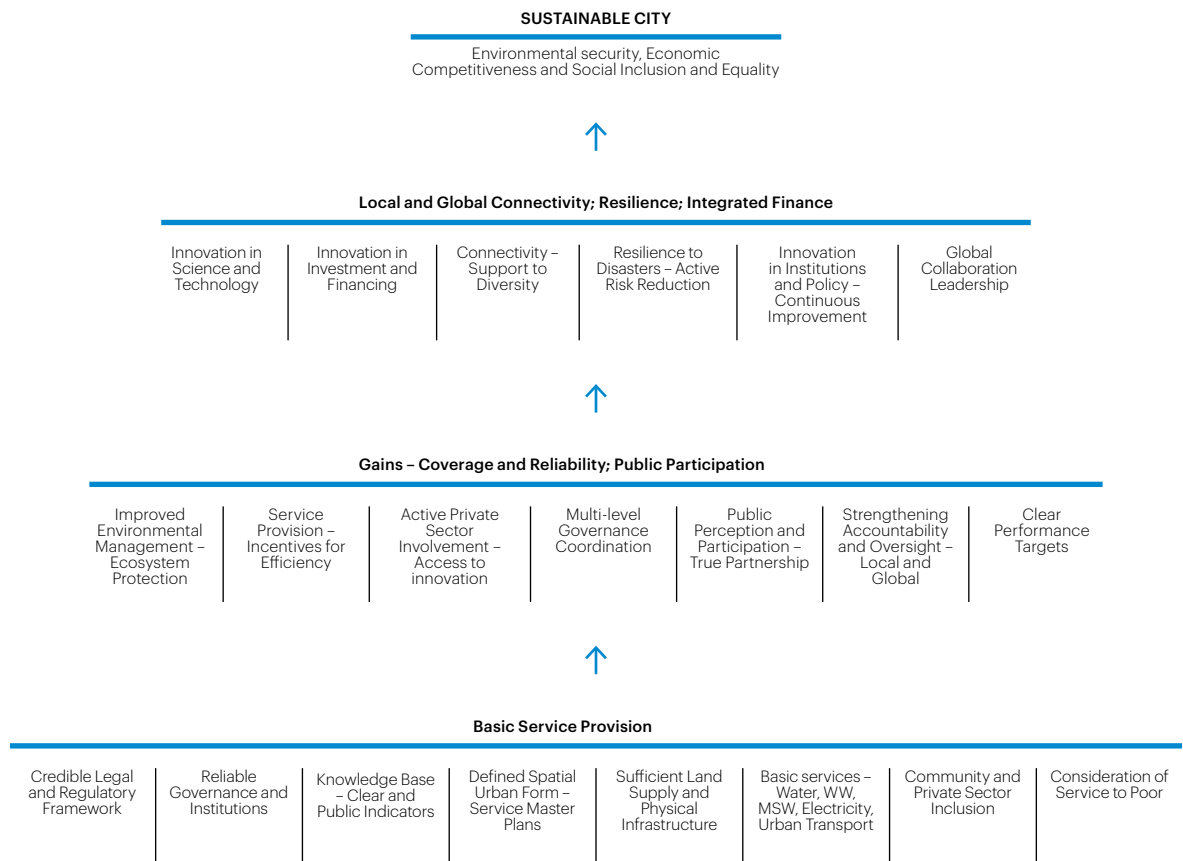 SUSTAINABLE CITY
Environmental security, Economic
Competitiveness and Social Inclusion and Equality
Local and Global Connectivity; Resilience; Integrated Finance
Innovation in
Science and
Technology
Innovation in
Investment and
Financing
Connectivity –
Support to
Diversity
Resilience to
Disasters – Active
Risk Reduction
Innovation
in Institutions
and Policy –
Continuous
Improvement
Global
Collaboration
Leadership
Gains – Coverage and Reliability; Public Participation
Improved
Environmental
Management –
Ecosystem
Protection
Service
Provision –
Incentives for
Efficiency
Active Private
Sector
Involvement –
Access to
innovation
Multi-level
Governance
Coordination
Public
Perception and
Participation –
True Partnership
Strengthening
Accountability
and Oversight –
Local and
Global
Clear
Performance
Targets
Basic Service Provision
Credible Legal
and Regulatory
Framework
Reliable
Governance and
Institutions
Knowledge Base
– Clear and
Public Indicators
Defined Spatial
Urban Form –
Service Master
Plans
Sufficient Land
Supply and
Physical
Infrastructure
Basic services –
Water, WW,
MSW, Electricity,
Urban Transport
Community and
Private Sector
Inclusion
Consideration of
Service to Poor